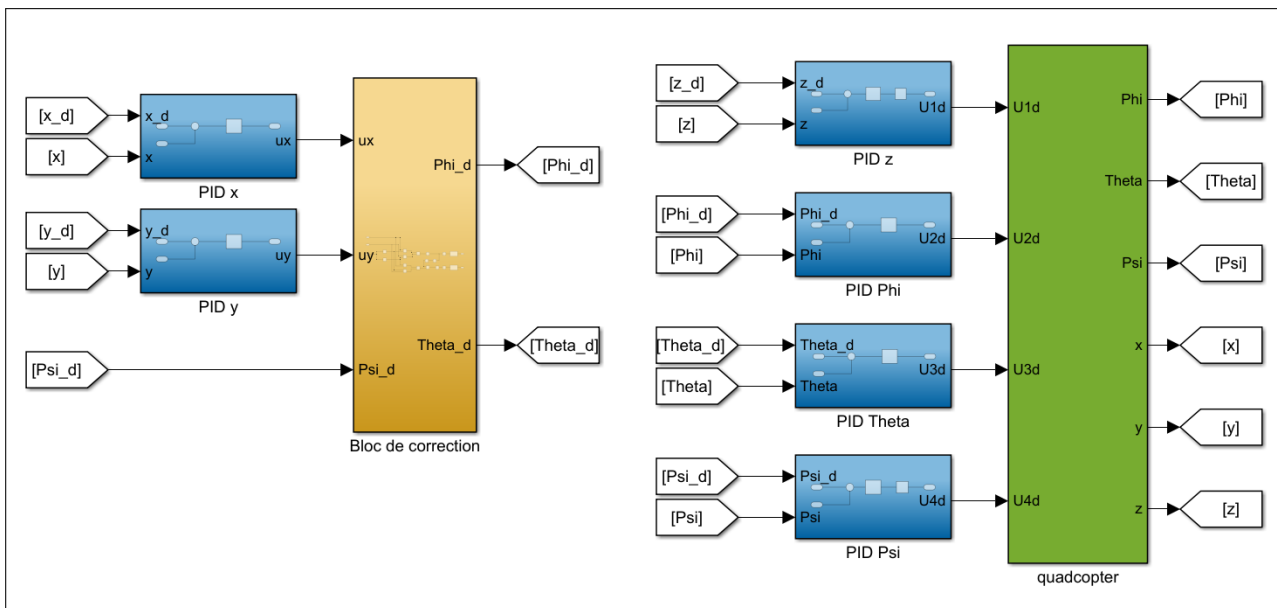 [x_d]
[x]
x_d
x
ux
PID x
[y_d]
[y]
y_d
y
uy
PID y
[Psi_d]
ux
uy
Psi_d
Phi_d
Theta_d
Bloc de correction
[Phi_d]
[Theta_d]
[z_d]
[z]
z_d
z
U1d
PID z
[Phi_d]
[Phi]
Phi_d
Phi
U2d
PID Phi
[Theta_d]
[Theta]
Theta_d
Theta
U3d
PID Theta
[Psi_d]
[Psi]
Psi_d
Psi
U4d
PID Psi
U1d
U2d
U3d
U4d
Phi
Theta
Psi
x
y
z
quadcopter
[Phi]
[Theta]
[Psi]
[x]
[y]
[z]